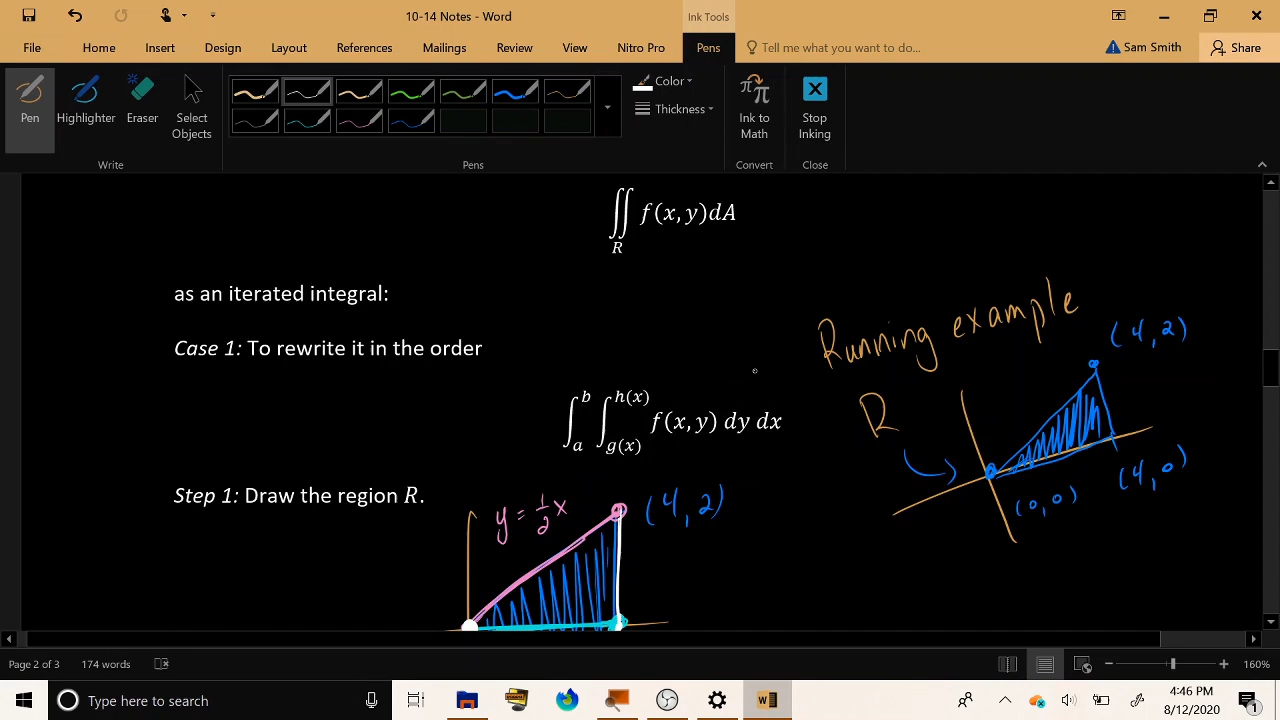 10-14 Notes - Word
Ink Tools
File Home Insert Design Layout References Mailings Review View Nitro Pro Pens Tell me what you want to do... Sam Smith Share
Pen Highlighter Eraser Select Objects
Color
Thickness
Ink to Math
Stop Inking
Write Pens Convert Close
∬_R f(x, y)dA
as an iterated integral:
Running example
(4, 2)
Case 1: To rewrite it in the order
∫_a^b ∫_{g(x)}^{h(x)} f(x, y) dy dx
R
(4, 0)
(0, 0)
Step 1: Draw the region R.
y = 1/2 x
(4, 2)
Page 2 of 3 174 words 160%
Type here to search
4:46 PM
8/12/2020
1